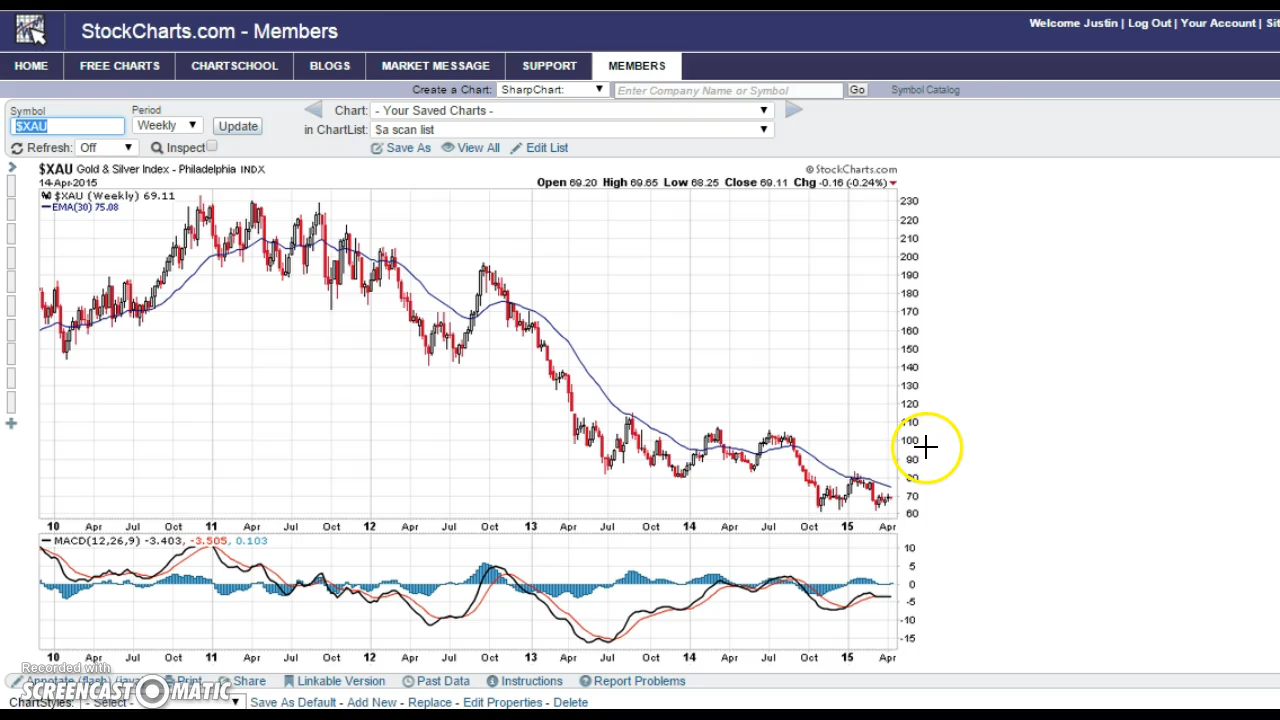 StockCharts.com - Members
Welcome Justin | Log Out | Your Account | Sit
HOME FREE CHARTS CHARTSCHOOL BLOGS MARKET MESSAGE SUPPORT MEMBERS
Create a Chart: SharpChart: Enter Company Name or Symbol Go Symbol Catalog
Symbol Period Chart: - Your Saved Charts -
$XAU Weekly Update in ChartList: $a scan list
Refresh: Off Inspect Save As View All Edit List
$XAU Gold & Silver Index - Philadelphia INDX © StockCharts.com
14-Apr-2015 Open 69.20 High 69.65 Low 68.25 Close 69.11 Chg -0.16 (-0.24%)
$XAU (Weekly) 69.11
EMA(30) 75.08
230
220
210
200
190
180
170
160
150
140
130
120
110
100
90
80
70
60
10 Apr Jul Oct 11 Apr Jul Oct 12 Apr Jul Oct 13 Apr Jul Oct 14 Apr Jul Oct 15 Apr
MACD(12,26,9) -3.403, -3.505, 0.103
10
5
0
-5
-10
-15
10 Apr Jul Oct 11 Apr Jul Oct 12 Apr Jul Oct 13 Apr Jul Oct 14 Apr Jul Oct 15 Apr
Recorded with
Annotate (flash) (java) Print Share Linkable Version Past Data Instructions Report Problems
SCREENCAST-O-MATIC
ChartStyles: - Select - Save As Default - Add New - Replace - Edit Properties - Delete